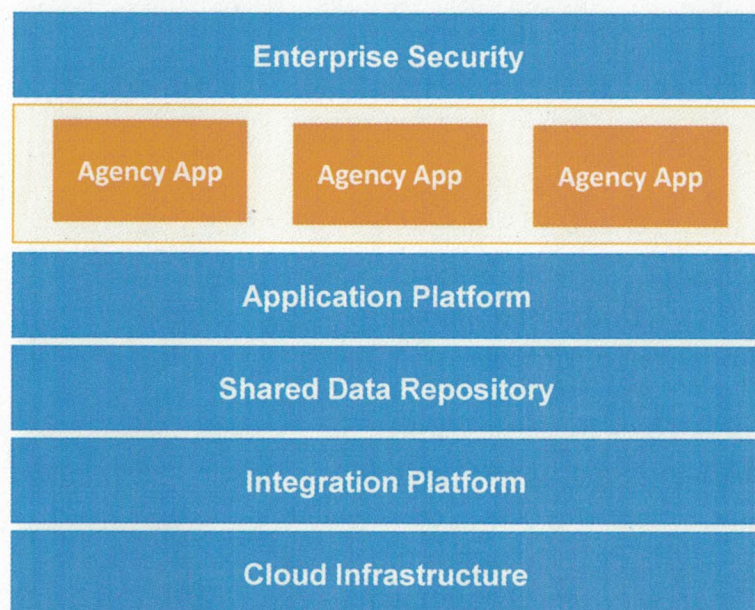 Enterprise Security
Agency App
Agency App
Agency App
Application Platform
Shared Data Repository
Integration Platform
Cloud Infrastructure